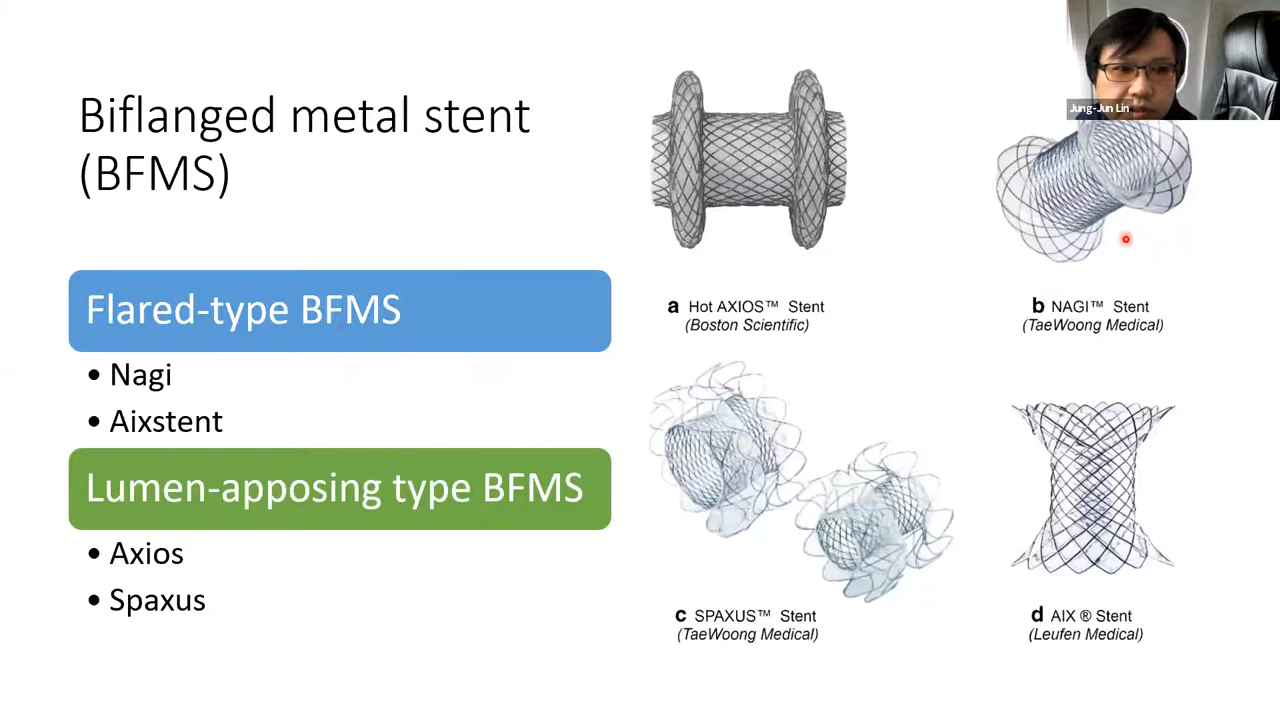 Biflanged metal stent
(BFMS)
Flared-type BFMS
• Nagi
• Aixstent
Lumen-apposing type BFMS
• Axios
• Spaxus
Jung-Jun Lin
a Hot AXIOS™ Stent
(Boston Scientific)
b NAGI™ Stent
(TaeWoong Medical)
c SPAXUS™ Stent
(TaeWoong Medical)
d AIX ® Stent
(Leufen Medical)